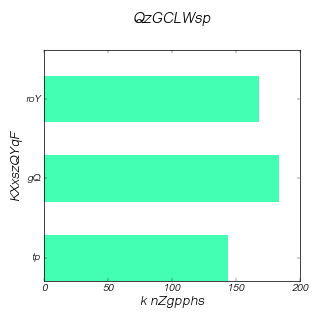 QzGCLWsp
KXxszQYqF
roY
gQ
tp
0 50 100 150 200
k nZgpphs